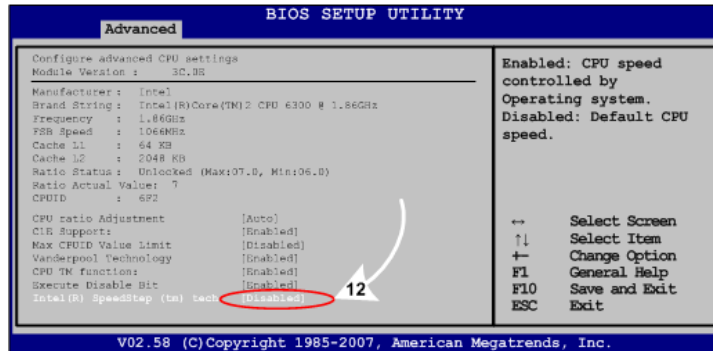 BIOS SETUP UTILITY
Advanced
Configure advanced CPU settings
Module Version : 3C.0E
Manufacturer : Intel
Brand String : Intel(R)Core(TM)2 CPU 6300 @ 1.86GHz
Frequency : 1.86GHz
FSB Speed : 1066MHz
Cache L1 : 64 KB
Cache L2 : 2048 KB
Ratio Status : Unlocked (Max:07.0, Min:06.0)
Ratio Actual Value: 7
CPUID : 6F2
CPU ratio Adjustment [Auto]
C1E Support: [Enabled]
Max CPUID Value Limit [Disabled]
Vanderpool Technology [Enabled]
CPU TM function: [Enabled]
Execute Disable Bit [Enabled]
Intel(R) SpeedStep (tm) tech [Disabled]
12
Enabled: CPU speed
controlled by
Operating system.
Disabled: Default CPU
speed.
↔ Select Screen
↑↓ Select Item
+- Change Option
F1 General Help
F10 Save and Exit
ESC Exit
V02.58 (C)Copyright 1985-2007, American Megatrends, Inc.